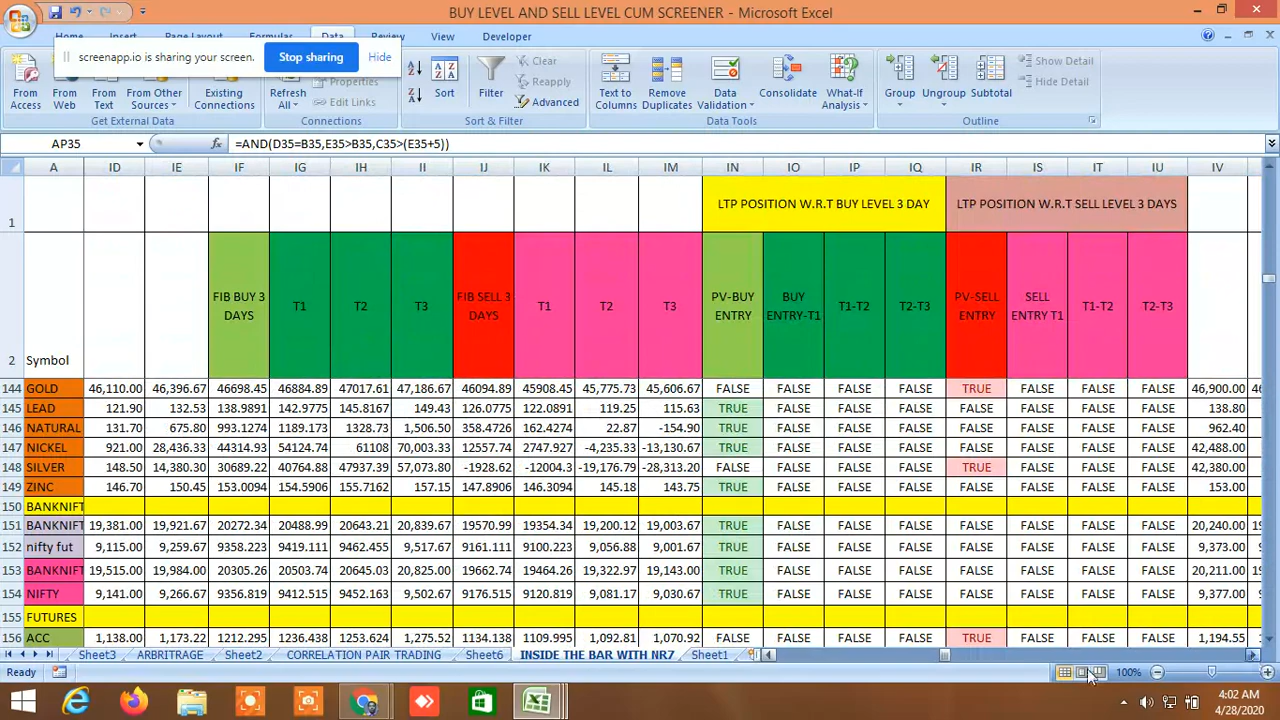 BUY LEVEL AND SELL LEVEL CUM SCREENER - Microsoft Excel
Home Insert Page Layout Formulas Data Review View Developer
screenapp.io is sharing your screen. Stop sharing Hide
From Access From Web From Text From Other Sources Existing Connections
Get External Data
Refresh All Properties Edit Links
Connections
Sort Filter Clear Reapply Advanced
Sort & Filter
Text to Columns Remove Duplicates Data Validation Consolidate What-If Analysis
Data Tools
Group Ungroup Subtotal Show Detail Hide Detail
Outline
AP35 fx =AND(D35=B35,E35>B35,C35>(E35+5))
A ID IE IF IG IH II IJ IK IL IM IN IO IP IQ IR IS IT IU IV
1 LTP POSITION W.R.T BUY LEVEL 3 DAY LTP POSITION W.R.T SELL LEVEL 3 DAYS
2 Symbol FIB BUY 3 DAYS T1 T2 T3 FIB SELL 3 DAYS T1 T2 T3 PV-BUY ENTRY BUY ENTRY-T1 T1-T2 T2-T3 PV-SELL ENTRY SELL ENTRY T1 T1-T2 T2-T3
144 GOLD 46,110.00 46,396.67 46698.45 46884.89 47017.61 47,186.67 46094.89 45908.45 45,775.73 45,606.67 FALSE FALSE FALSE FALSE TRUE FALSE FALSE FALSE 46,900.00
145 LEAD 121.90 132.53 138.9891 142.9775 145.8167 149.43 126.0775 122.0891 119.25 115.63 TRUE FALSE FALSE FALSE FALSE FALSE FALSE FALSE 138.80
146 NATURAL 131.70 675.80 993.1274 1189.173 1328.73 1,506.50 358.4726 162.4274 22.87 -154.90 TRUE FALSE FALSE FALSE FALSE FALSE FALSE FALSE 962.40
147 NICKEL 921.00 28,436.33 44314.93 54124.74 61108 70,003.33 12557.74 2747.927 -4,235.33 -13,130.67 TRUE FALSE FALSE FALSE FALSE FALSE FALSE FALSE 42,488.00
148 SILVER 148.50 14,380.30 30689.22 40764.88 47937.39 57,073.80 -1928.62 -12004.3 -19,176.79 -28,313.20 FALSE FALSE FALSE FALSE TRUE FALSE FALSE FALSE 42,380.00
149 ZINC 146.70 150.45 153.0094 154.5906 155.7162 157.15 147.8906 146.3094 145.18 143.75 TRUE FALSE FALSE FALSE FALSE FALSE FALSE FALSE 153.00
150 BANKNIFT
151 BANKNIFT 19,381.00 19,921.67 20272.34 20488.99 20643.21 20,839.67 19570.99 19354.34 19,200.12 19,003.67 TRUE FALSE FALSE FALSE FALSE FALSE FALSE FALSE 20,240.00
152 nifty fut 9,115.00 9,259.67 9358.223 9419.111 9462.455 9,517.67 9161.111 9100.223 9,056.88 9,001.67 TRUE FALSE FALSE FALSE FALSE FALSE FALSE FALSE 9,373.00
153 BANKNIFT 19,515.00 19,984.00 20305.26 20503.74 20645.03 20,825.00 19662.74 19464.26 19,322.97 19,143.00 TRUE FALSE FALSE FALSE FALSE FALSE FALSE FALSE 20,211.00
154 NIFTY 9,141.00 9,266.67 9356.819 9412.515 9452.163 9,502.67 9176.515 9120.819 9,081.17 9,030.67 TRUE FALSE FALSE FALSE FALSE FALSE FALSE FALSE 9,377.00
155 FUTURES
156 ACC 1,138.00 1,173.22 1212.295 1236.438 1253.624 1,275.52 1134.138 1109.995 1,092.81 1,070.92 FALSE FALSE FALSE FALSE TRUE FALSE FALSE FALSE 1,194.55
Sheet3 ARBRITRAGE Sheet2 CORRELATION PAIR TRADING Sheet6 INSIDE THE BAR WITH NR7 Sheet1
Ready 100%
4:02 AM
4/28/2020